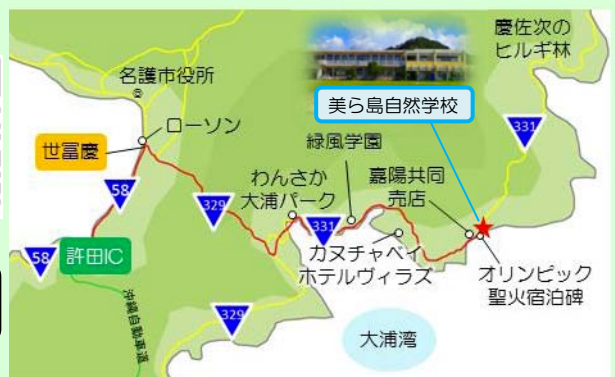 慶佐次の
ヒルギ林
名護市役所
美ら島自然学校
ローソン
331
世冨慶
緑風学園
58
329
わんさか
大浦パーク
嘉陽共同
売店
331
58
許田IC
カヌチャベイ
ホテルヴィラズ
オリンピック
聖火宿泊碑
329
沖縄自動車道
大浦湾